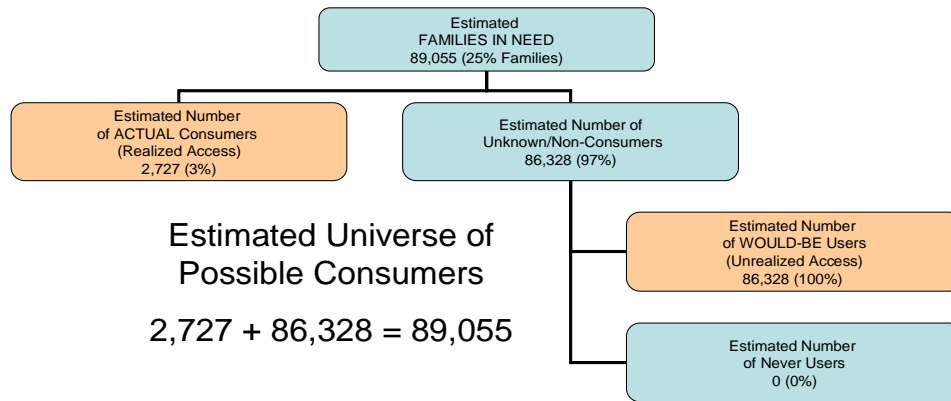 Estimated
FAMILIES IN NEED
89,055 (25% Families)
Estimated Number
of ACTUAL Consumers
(Realized Access)
2,727 (3%)
Estimated Number of
Unknown/Non-Consumers
86,328 (97%)
Estimated Universe of
Possible Consumers
2,727 + 86,328 = 89,055
Estimated Number
of WOULD-BE Users
(Unrealized Access)
86,328 (100%)
Estimated Number
of Never Users
0 (0%)